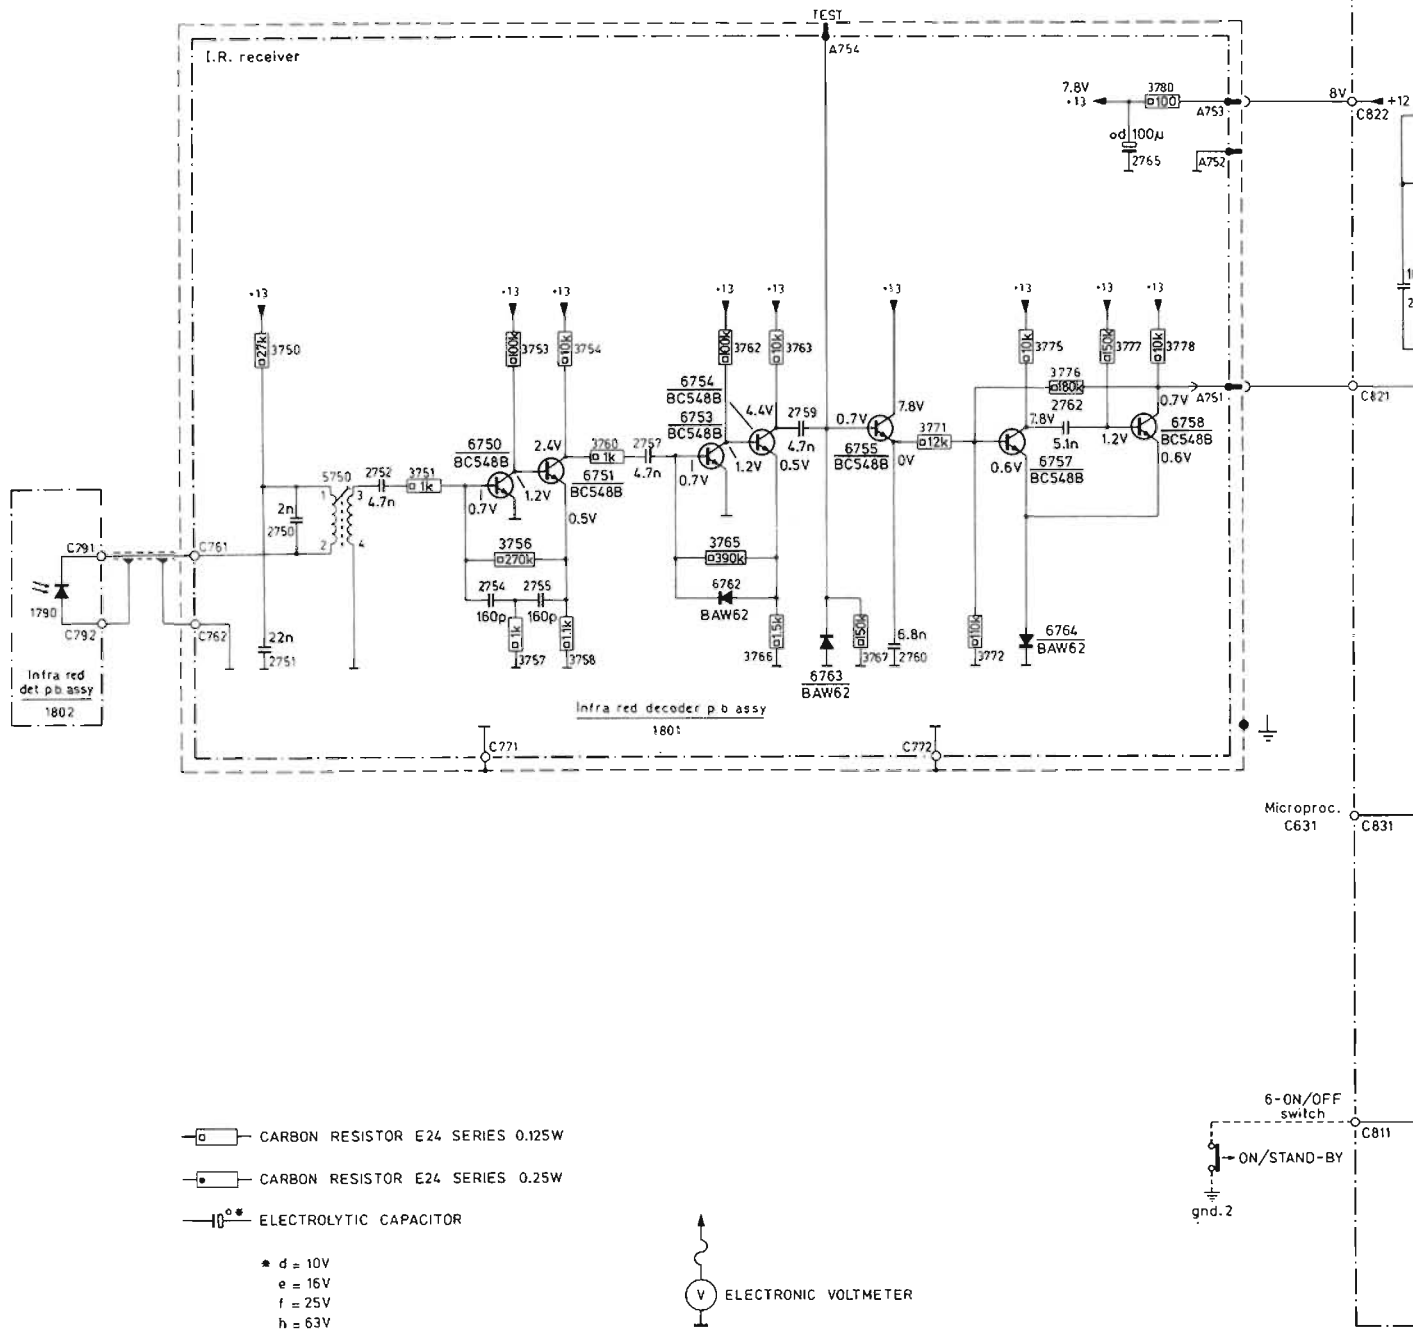 TEST
A754
I.R. receiver
7.8V
+13
3780
100
A753
8V
+12
C822
od 100µ
2765
A752
+13
+13
+13
+13
+13
+13
+13
+13
+13
27k
3750
100k
3753
10k
3754
100k
3762
10k
3763
10k
3775
150k
3777
10k
3778
3776
180k
A751
C821
6754
BC548B
6753
BC548B
4.4V
2759
4.7n
0.7V
7.8V
6755
BC548B
0V
3771
12k
7.8V
2762
5.1n
0.7V
1.2V
6758
BC548B
0.6V
0.6V
6757
BC548B
6750
BC548B
2.4V
3760
1k
2757
4.7n
1.2V
0.5V
0.7V
5750
1
3
2
4
2752
4.7n
3751
1k
0.7V
1.2V
6751
BC548B
0.5V
2n
2750
C791
C761
1790
C792
C762
22n
2751
3756
270k
2754
160p
2755
160p
1k
3757
1.1k
3758
3765
390k
6762
BAW62
1.5k
3766
6763
BAW62
150k
3767
6.8n
2760
110k
3772
6764
BAW62
Infra red
det p.b. assy
1802
Infra red decoder p b assy
1801
C771
C772
Microproc.
C631
C831
6-ON/OFF
switch
C811
ON/STAND-BY
gnd.2
CARBON RESISTOR E24 SERIES 0.125W
CARBON RESISTOR E24 SERIES 0.25W
ELECTROLYTIC CAPACITOR
* d = 10V
e = 16V
f = 25V
h = 63V
V
ELECTRONIC VOLTMETER